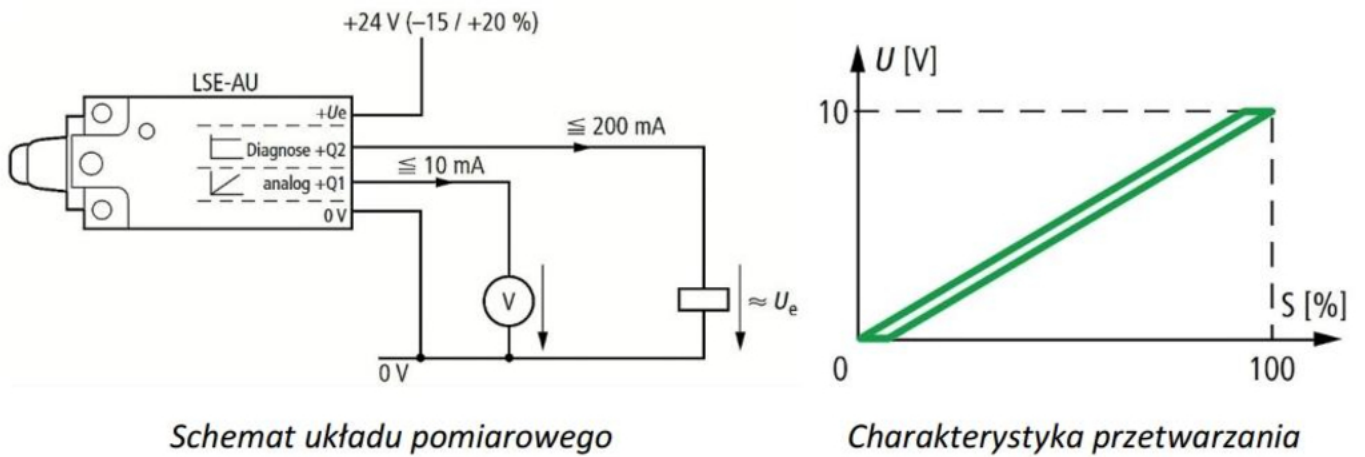 +24 V (–15 / +20 %)
LSE-AU
+Ue
Diagnose +Q2
≦ 200 mA
analog +Q1
≦ 10 mA
0 V
V
≈ Ue
0 V
U [V]
10
S [%]
0
100
Schemat układu pomiarowego
Charakterystyka przetwarzania